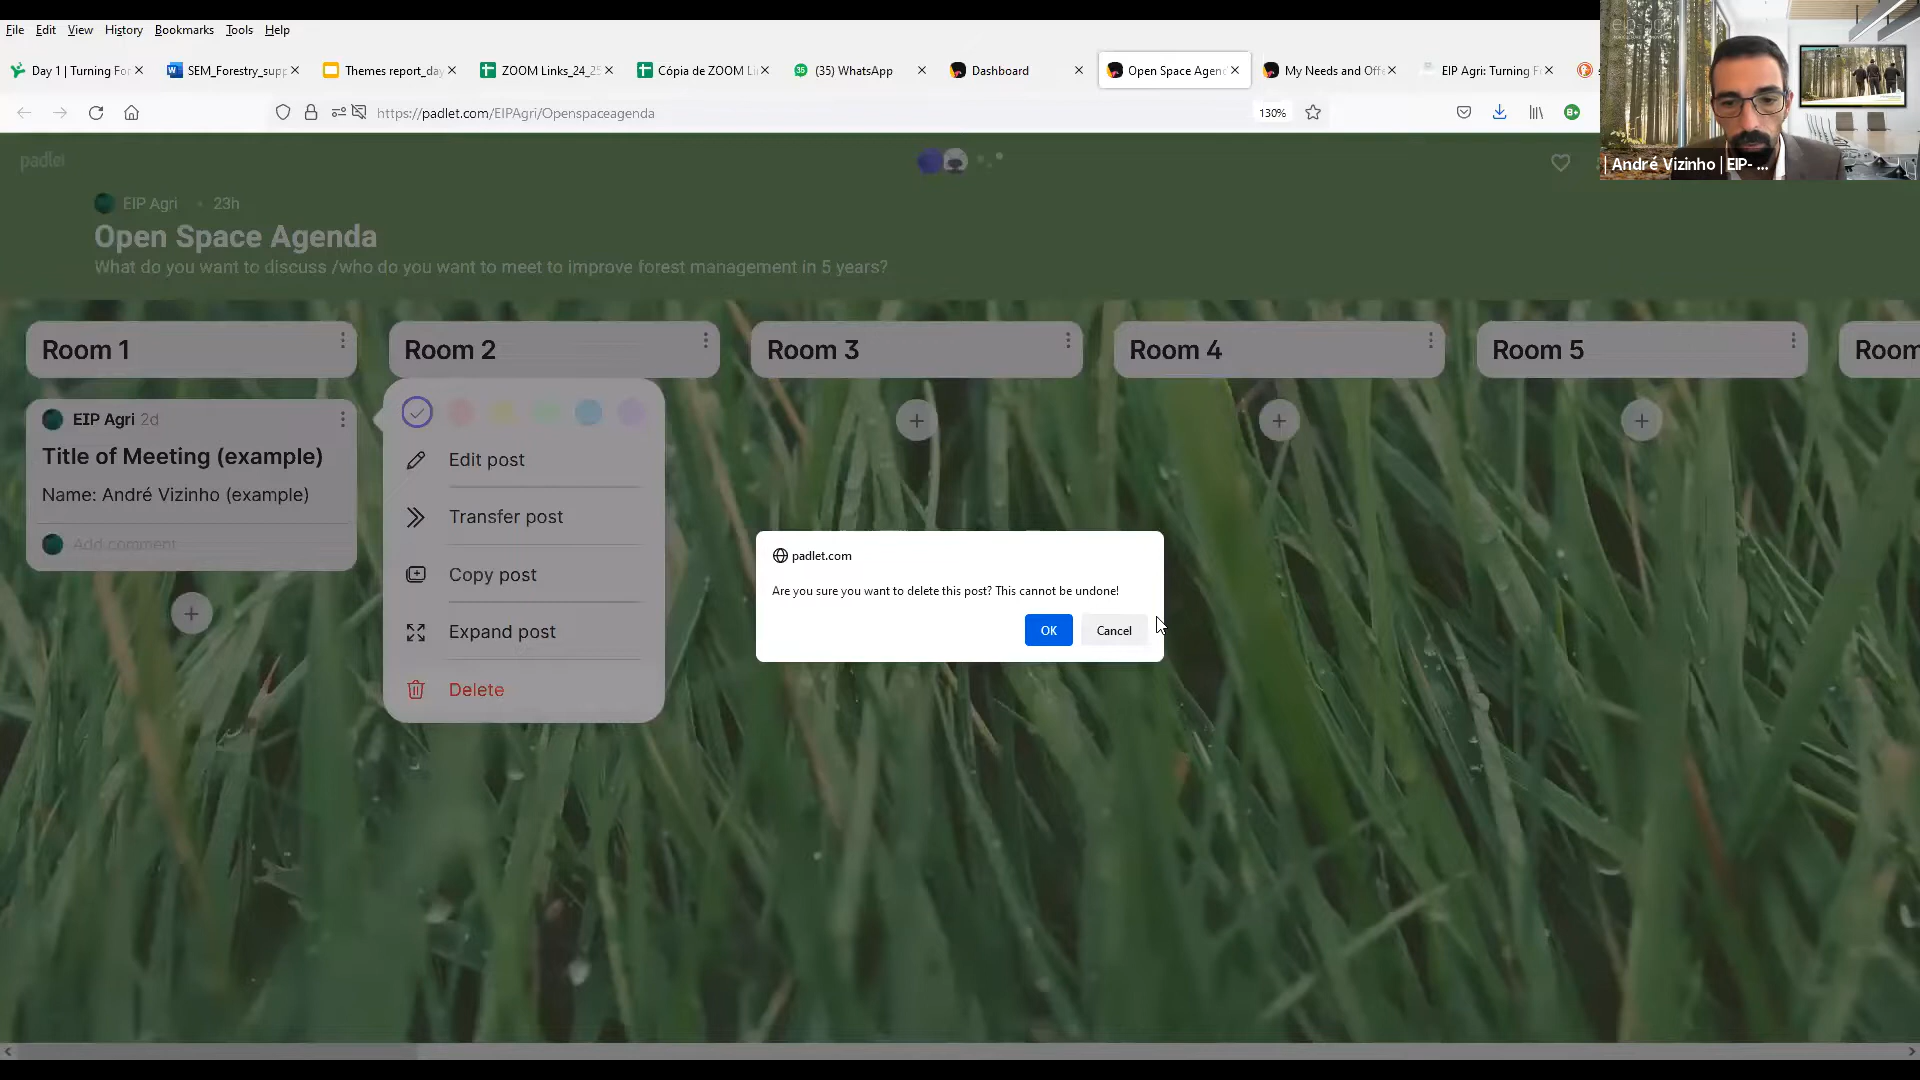 File Edit View History Bookmarks Tools Help
Day 1 | Turning For
SEM_Forestry_supp
Themes report_day
ZOOM Links_24_25
Cópia de ZOOM Li
(35) WhatsApp
Dashboard
Open Space Agend
My Needs and Offe
EIP Agri: Turning F
https://padlet.com/EIPAgri/Openspaceagenda
130%
padlet
EIP Agri • 23h
Open Space Agenda
What do you want to discuss /who do you want to meet to improve forest management in 5 years?
Room 1
Room 2
Room 3
Room 4
Room 5
Room
EIP Agri 2d
Title of Meeting (example)
Name: André Vizinho (example)
Add comment
Edit post
Transfer post
Copy post
Expand post
Delete
padlet.com
Are you sure you want to delete this post? This cannot be undone!
OK
Cancel
| André Vizinho | EIP- ...